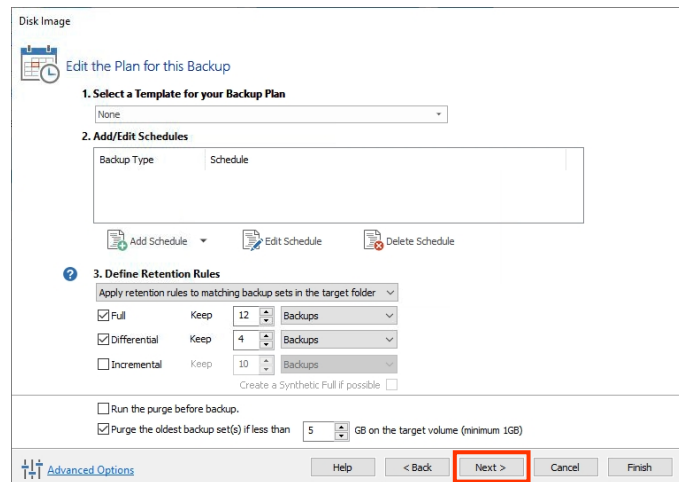 Disk Image
Edit the Plan for this Backup
1. Select a Template for your Backup Plan
None
2. Add/Edit Schedules
Backup Type Schedule
Add Schedule Edit Schedule Delete Schedule
? 3. Define Retention Rules
Apply retention rules to matching backup sets in the target folder
Full Keep 12 Backups
Differential Keep 4 Backups
Incremental Keep 10 Backups
Create a Synthetic Full if possible
Run the purge before backup.
Purge the oldest backup set(s) if less than 5 GB on the target volume (minimum 1GB)
Advanced Options Help < Back Next > Cancel Finish